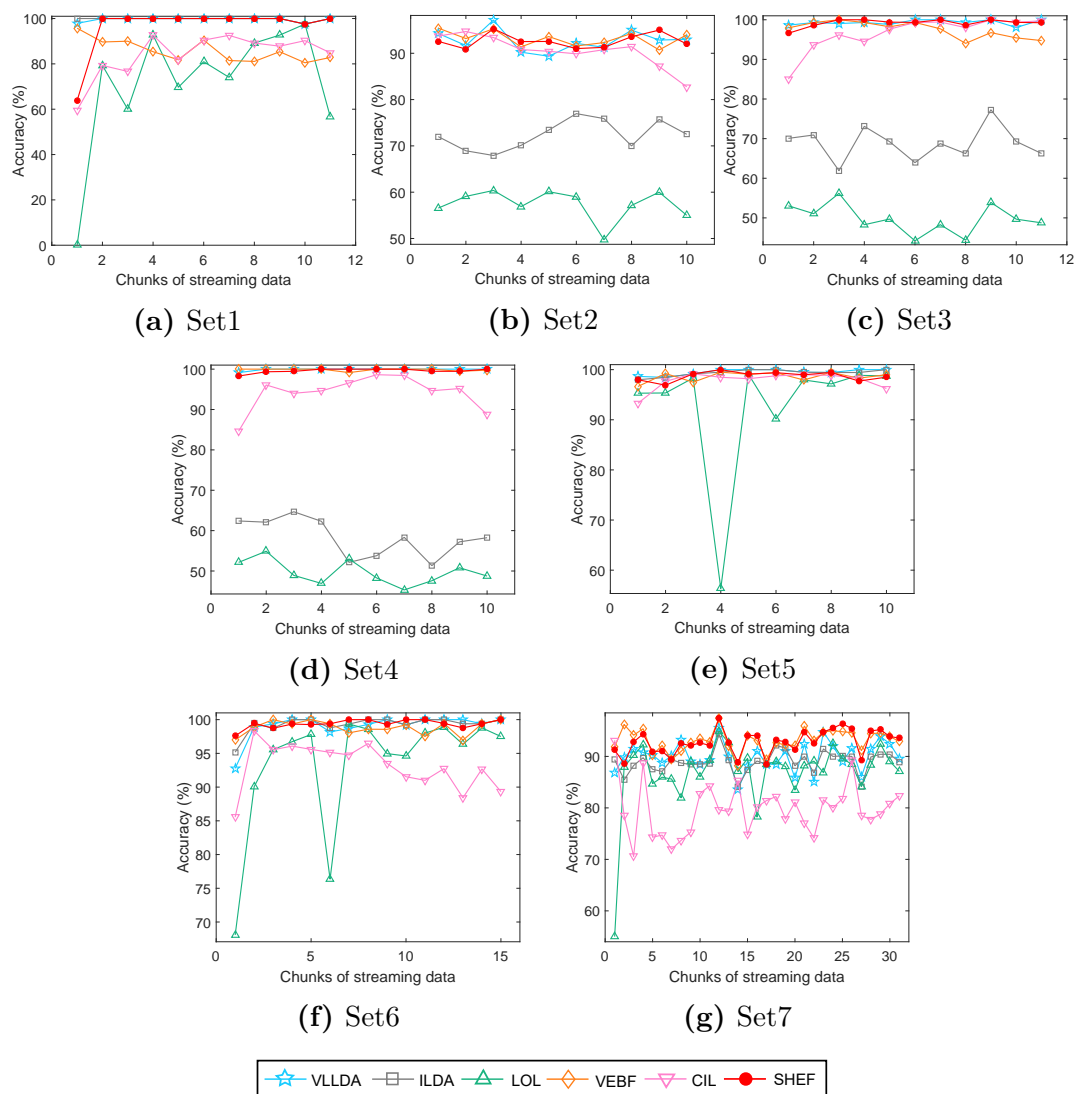 100
80
60
40
20
0
Accuracy (%)
0 2 4 6 8 10 12
Chunks of streaming data
(a) Set1
90
80
70
60
50
Accuracy (%)
0 2 4 6 8 10
Chunks of streaming data
(b) Set2
100
90
80
70
60
50
Accuracy (%)
0 2 4 6 8 10 12
Chunks of streaming data
(c) Set3
100
90
80
70
60
50
Accuracy (%)
0 2 4 6 8 10
Chunks of streaming data
(d) Set4
100
90
80
70
60
Accuracy (%)
0 2 4 6 8 10
Chunks of streaming data
(e) Set5
100
95
90
85
80
75
70
Accuracy (%)
0 5 10 15
Chunks of streaming data
(f) Set6
100
90
80
70
60
Accuracy (%)
0 5 10 15 20 25 30
Chunks of streaming data
(g) Set7
VLLDA ILDA LOL VEBF CIL SHEF